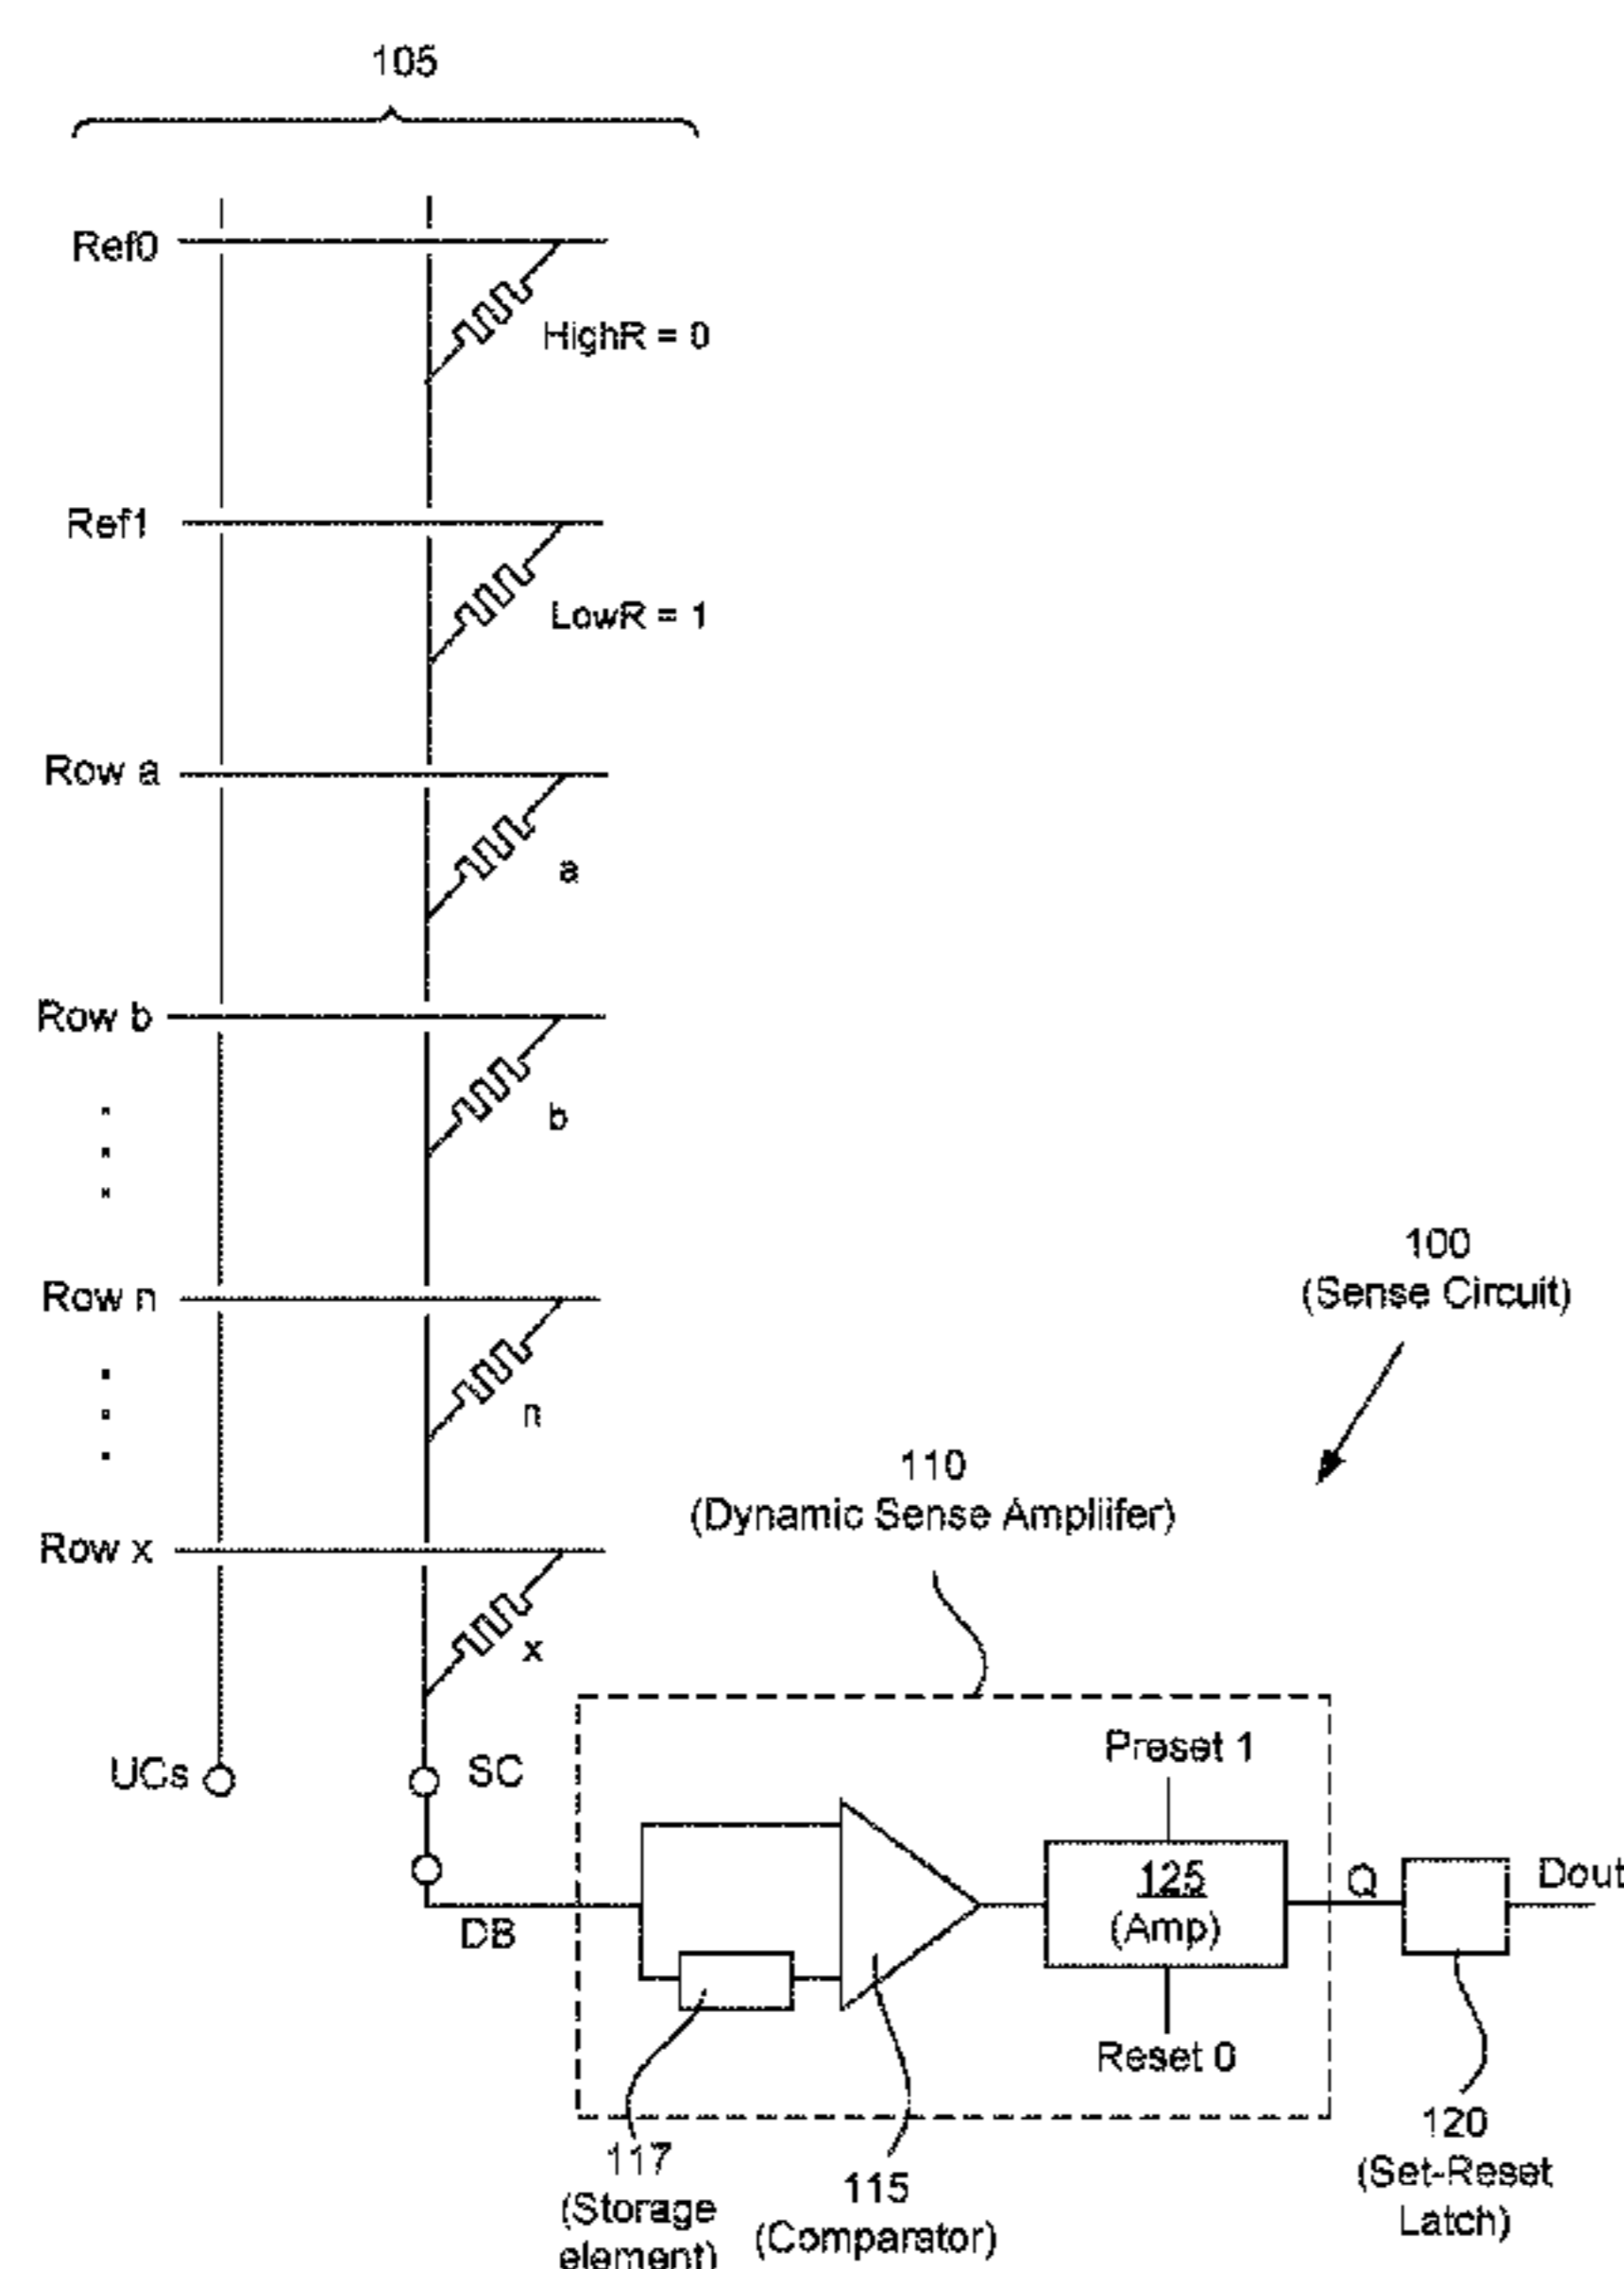 105
Ref0
HighR = 0
Ref1
LowR = 1
Row a
a
Row b
b
Row n
n
100
(Sense Circuit)
110
(Dynamic Sense Ampliifer)
Row x
x
UCs
SC
Preset 1
125
(Amp)
Q
Dout
DB
Reset 0
117
(Storage
element)
115
(Comparator)
120
(Set-Reset
Latch)